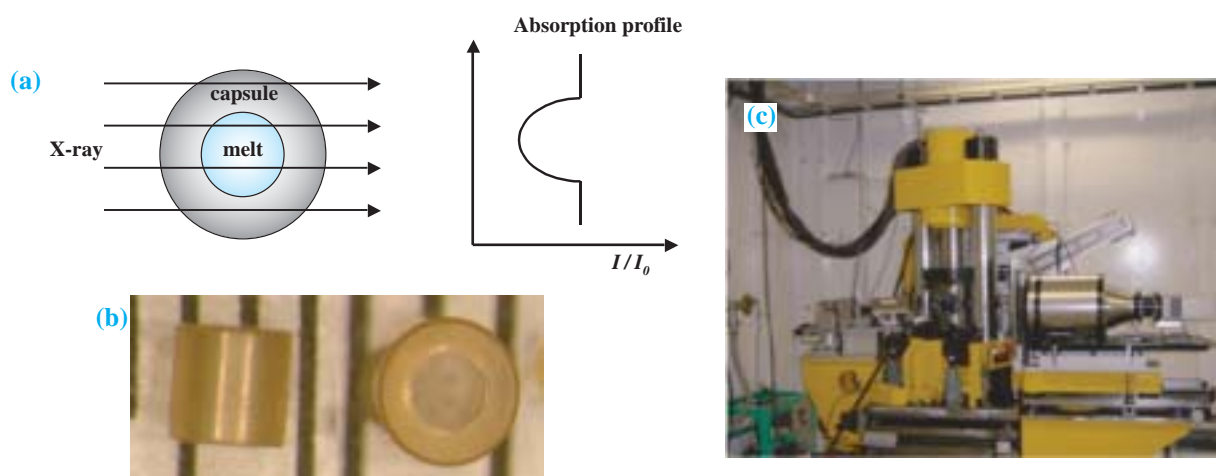 (a)
X-ray
capsule
melt
Absorption profile
I / I0
(b)
(c)